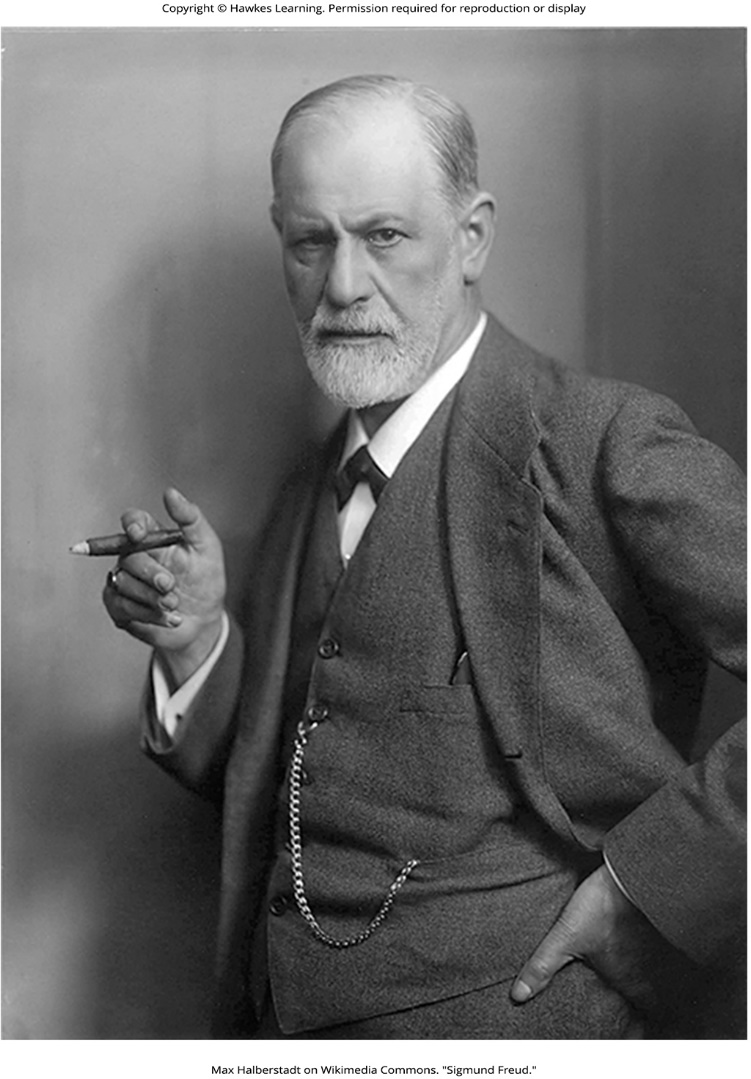 Copyright © Hawkes Learning. Permission required for reproduction or display
Max Halberstadt on Wikimedia Commons. "Sigmund Freud."